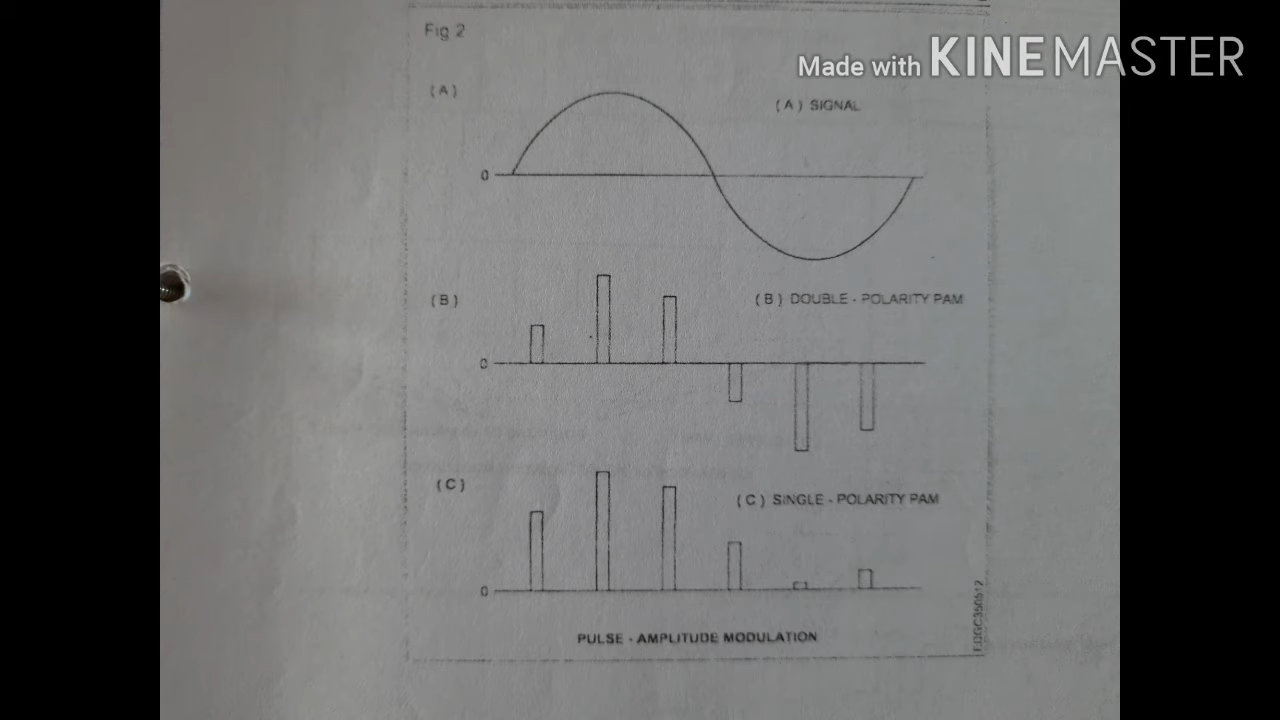 Fig 2
Made with KINEMASTER
(A)
(A) SIGNAL
0
(B)
(B) DOUBLE - POLARITY PAM
0
(C)
(C) SINGLE - POLARITY PAM
0
PULSE - AMPLITUDE MODULATION